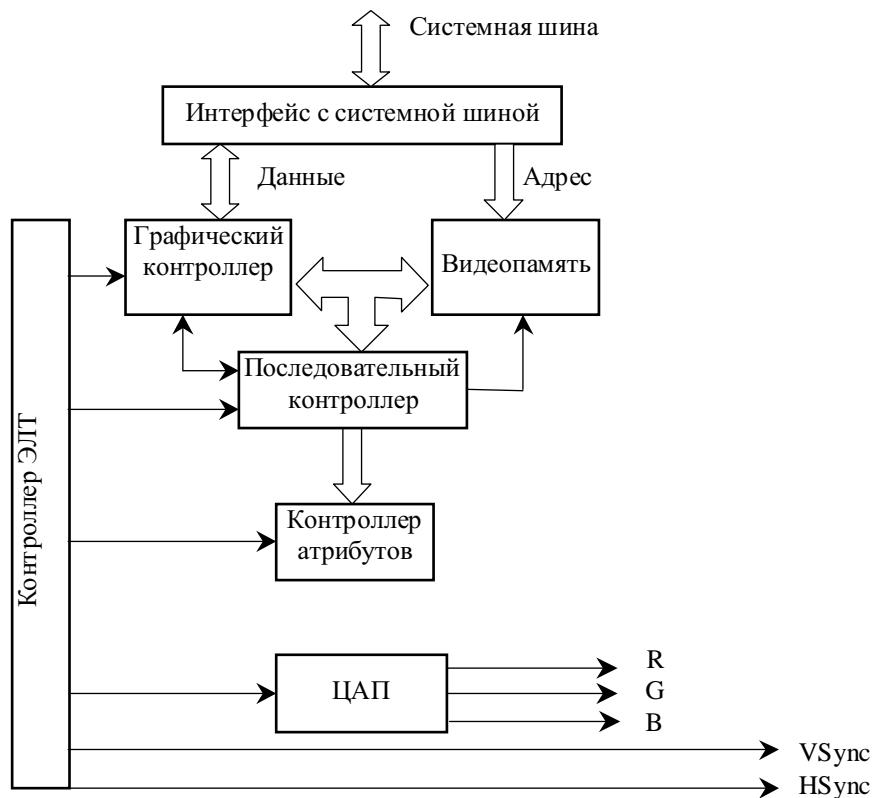 Системная шина
Интерфейс с системной шиной
Данные
Адрес
Графический
контроллер
Видеопамять
Последовательный
контроллер
Контроллер ЭЛТ
Контроллер
атрибутов
ЦАП
R
G
B
VSync
HSync